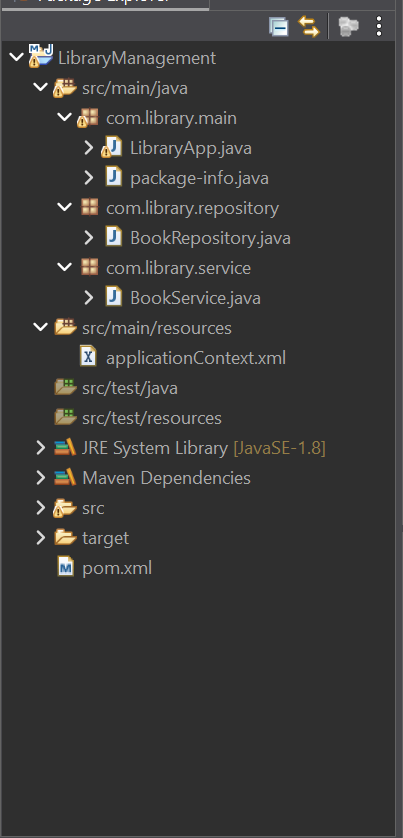 Package Explorer
LibraryManagement
src/main/java
com.library.main
LibraryApp.java
package-info.java
com.library.repository
BookRepository.java
com.library.service
BookService.java
src/main/resources
applicationContext.xml
src/test/java
src/test/resources
JRE System Library [JavaSE-1.8]
Maven Dependencies
src
target
pom.xml